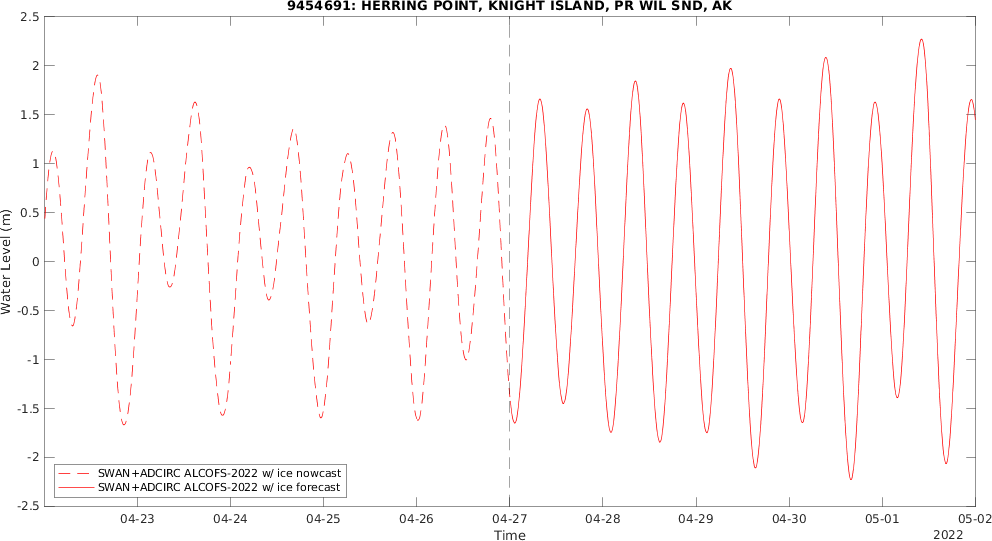 9454691: HERRING POINT, KNIGHT ISLAND, PR WIL SND, AK
2.5
2
1.5
1
0.5
0
-0.5
-1
-1.5
-2
-2.5
Water Level (m)
SWAN+ADCIRC ALCOFS-2022 w/ ice nowcast
SWAN+ADCIRC ALCOFS-2022 w/ ice forecast
04-23 04-24 04-25 04-26 04-27 04-28 04-29 04-30 05-01 05-02
Time
2022